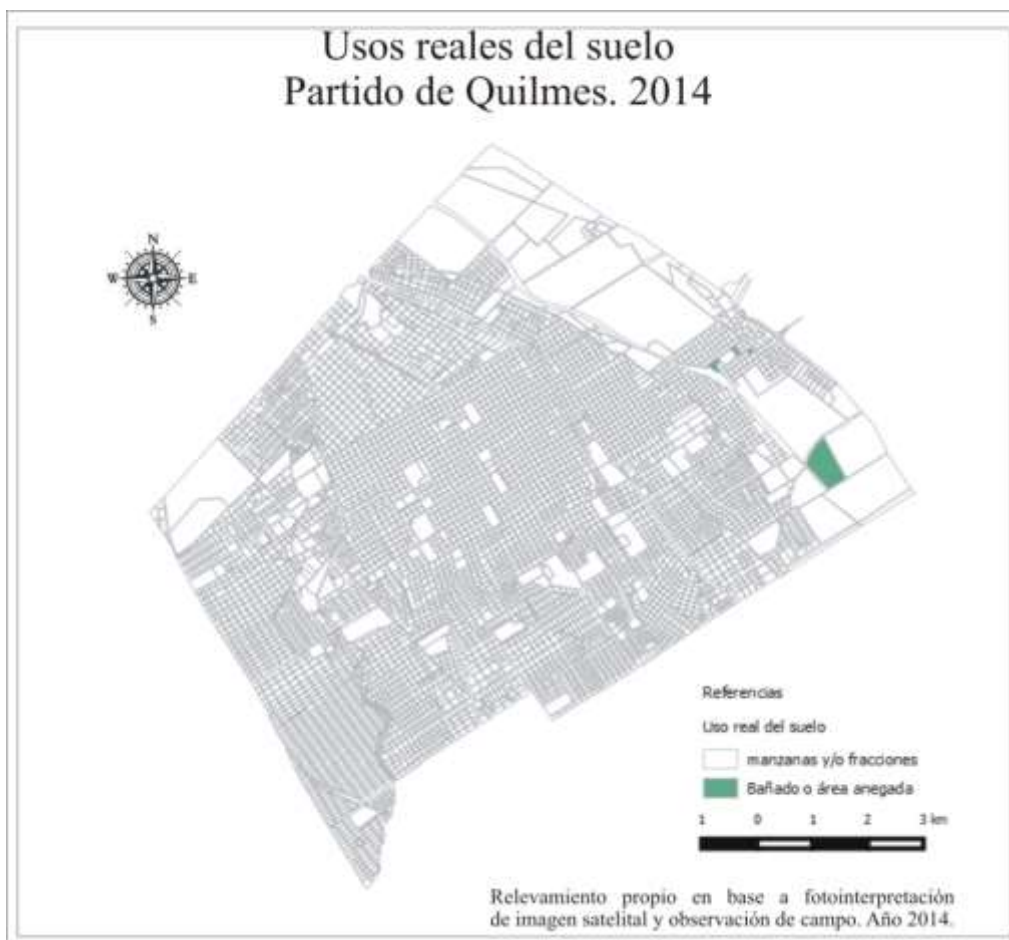 Usos reales del suelo
Partido de Quilmes. 2014
N
W E
S
Referencias
Uso real del suelo
manzanas y/o fracciones
Bañado o área anegada
1 0 1 2 3 km
Relevamiento propio en base a fotointerpretación
de imagen satelital y observación de campo. Año 2014.